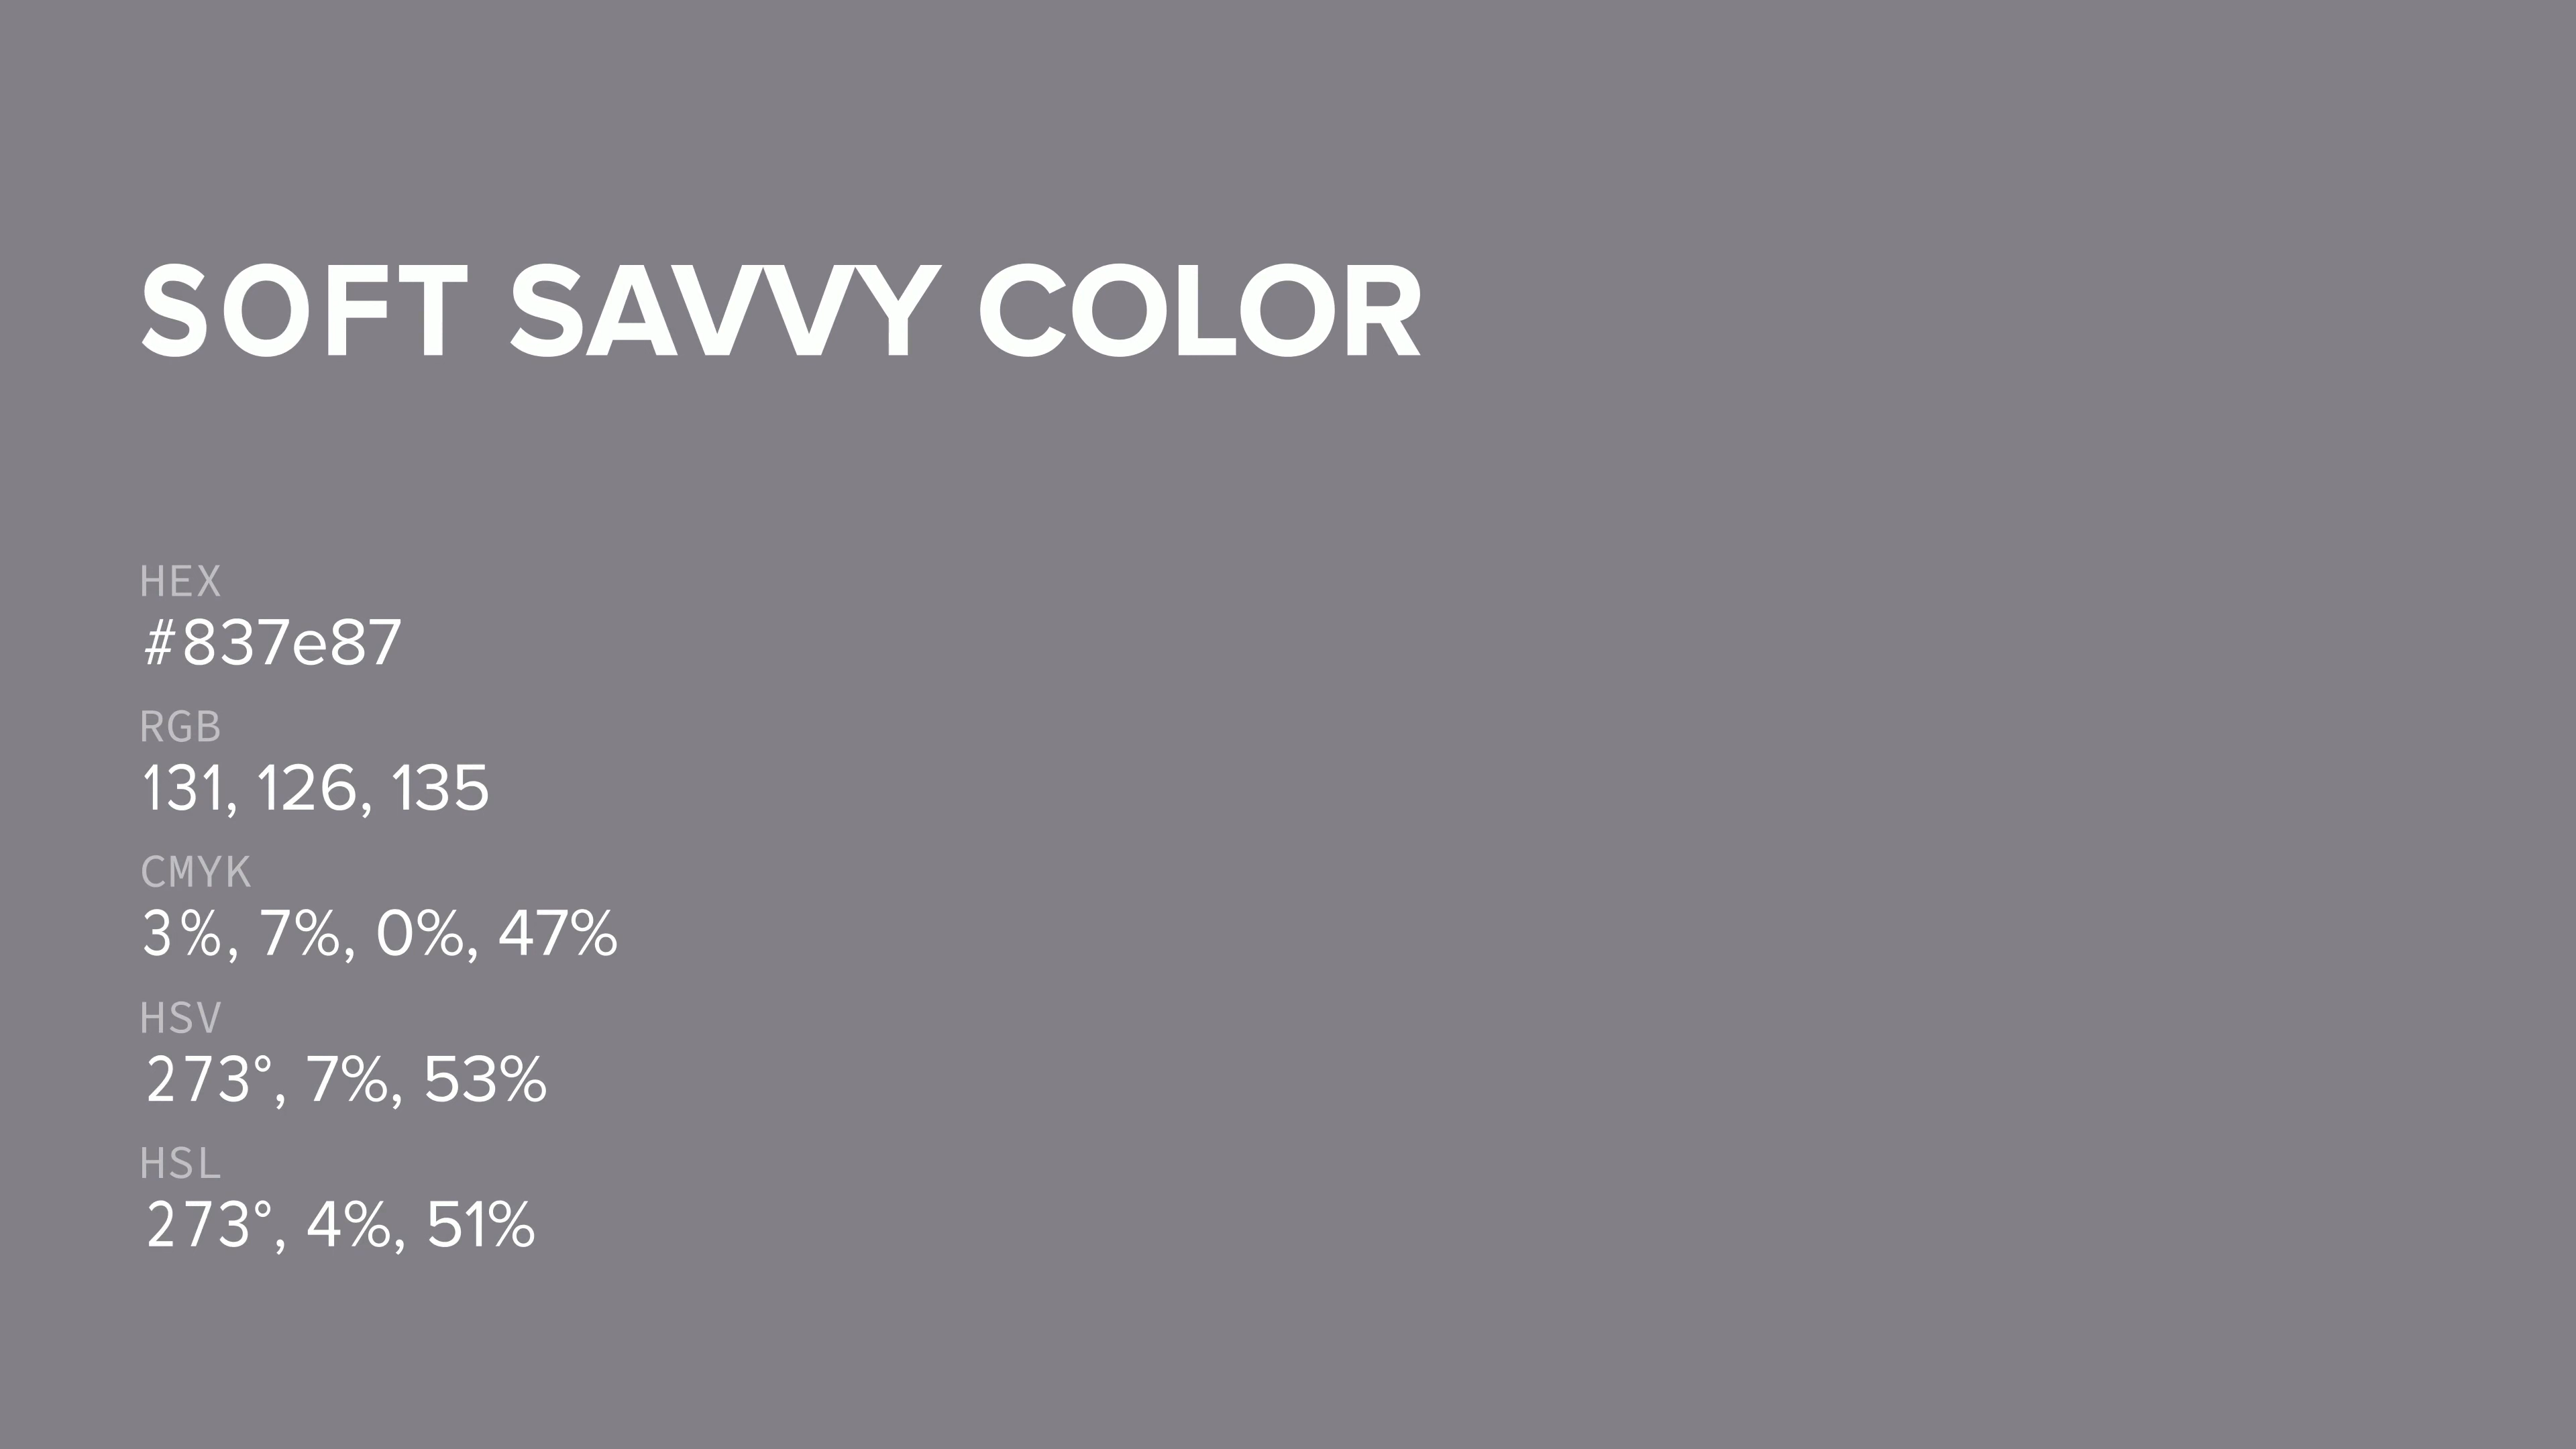 SOFT SAVVY COLOR
HEX
#837e87
RGB
131, 126, 135
CMYK
3%, 7%, 0%, 47%
HSV
273°, 7%, 53%
HSL
273°, 4%, 51%